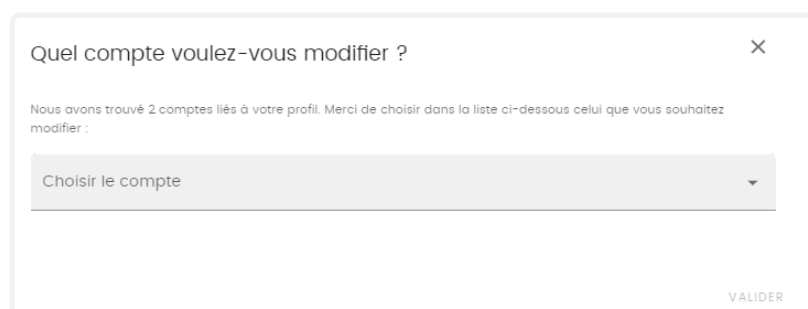 Quel compte voulez-vous modifier ?
Nous avons trouvé 2 comptes liés à votre profil. Merci de choisir dans la liste ci-dessous celui que vous souhaitez
modifier :
Choisir le compte
VALIDER